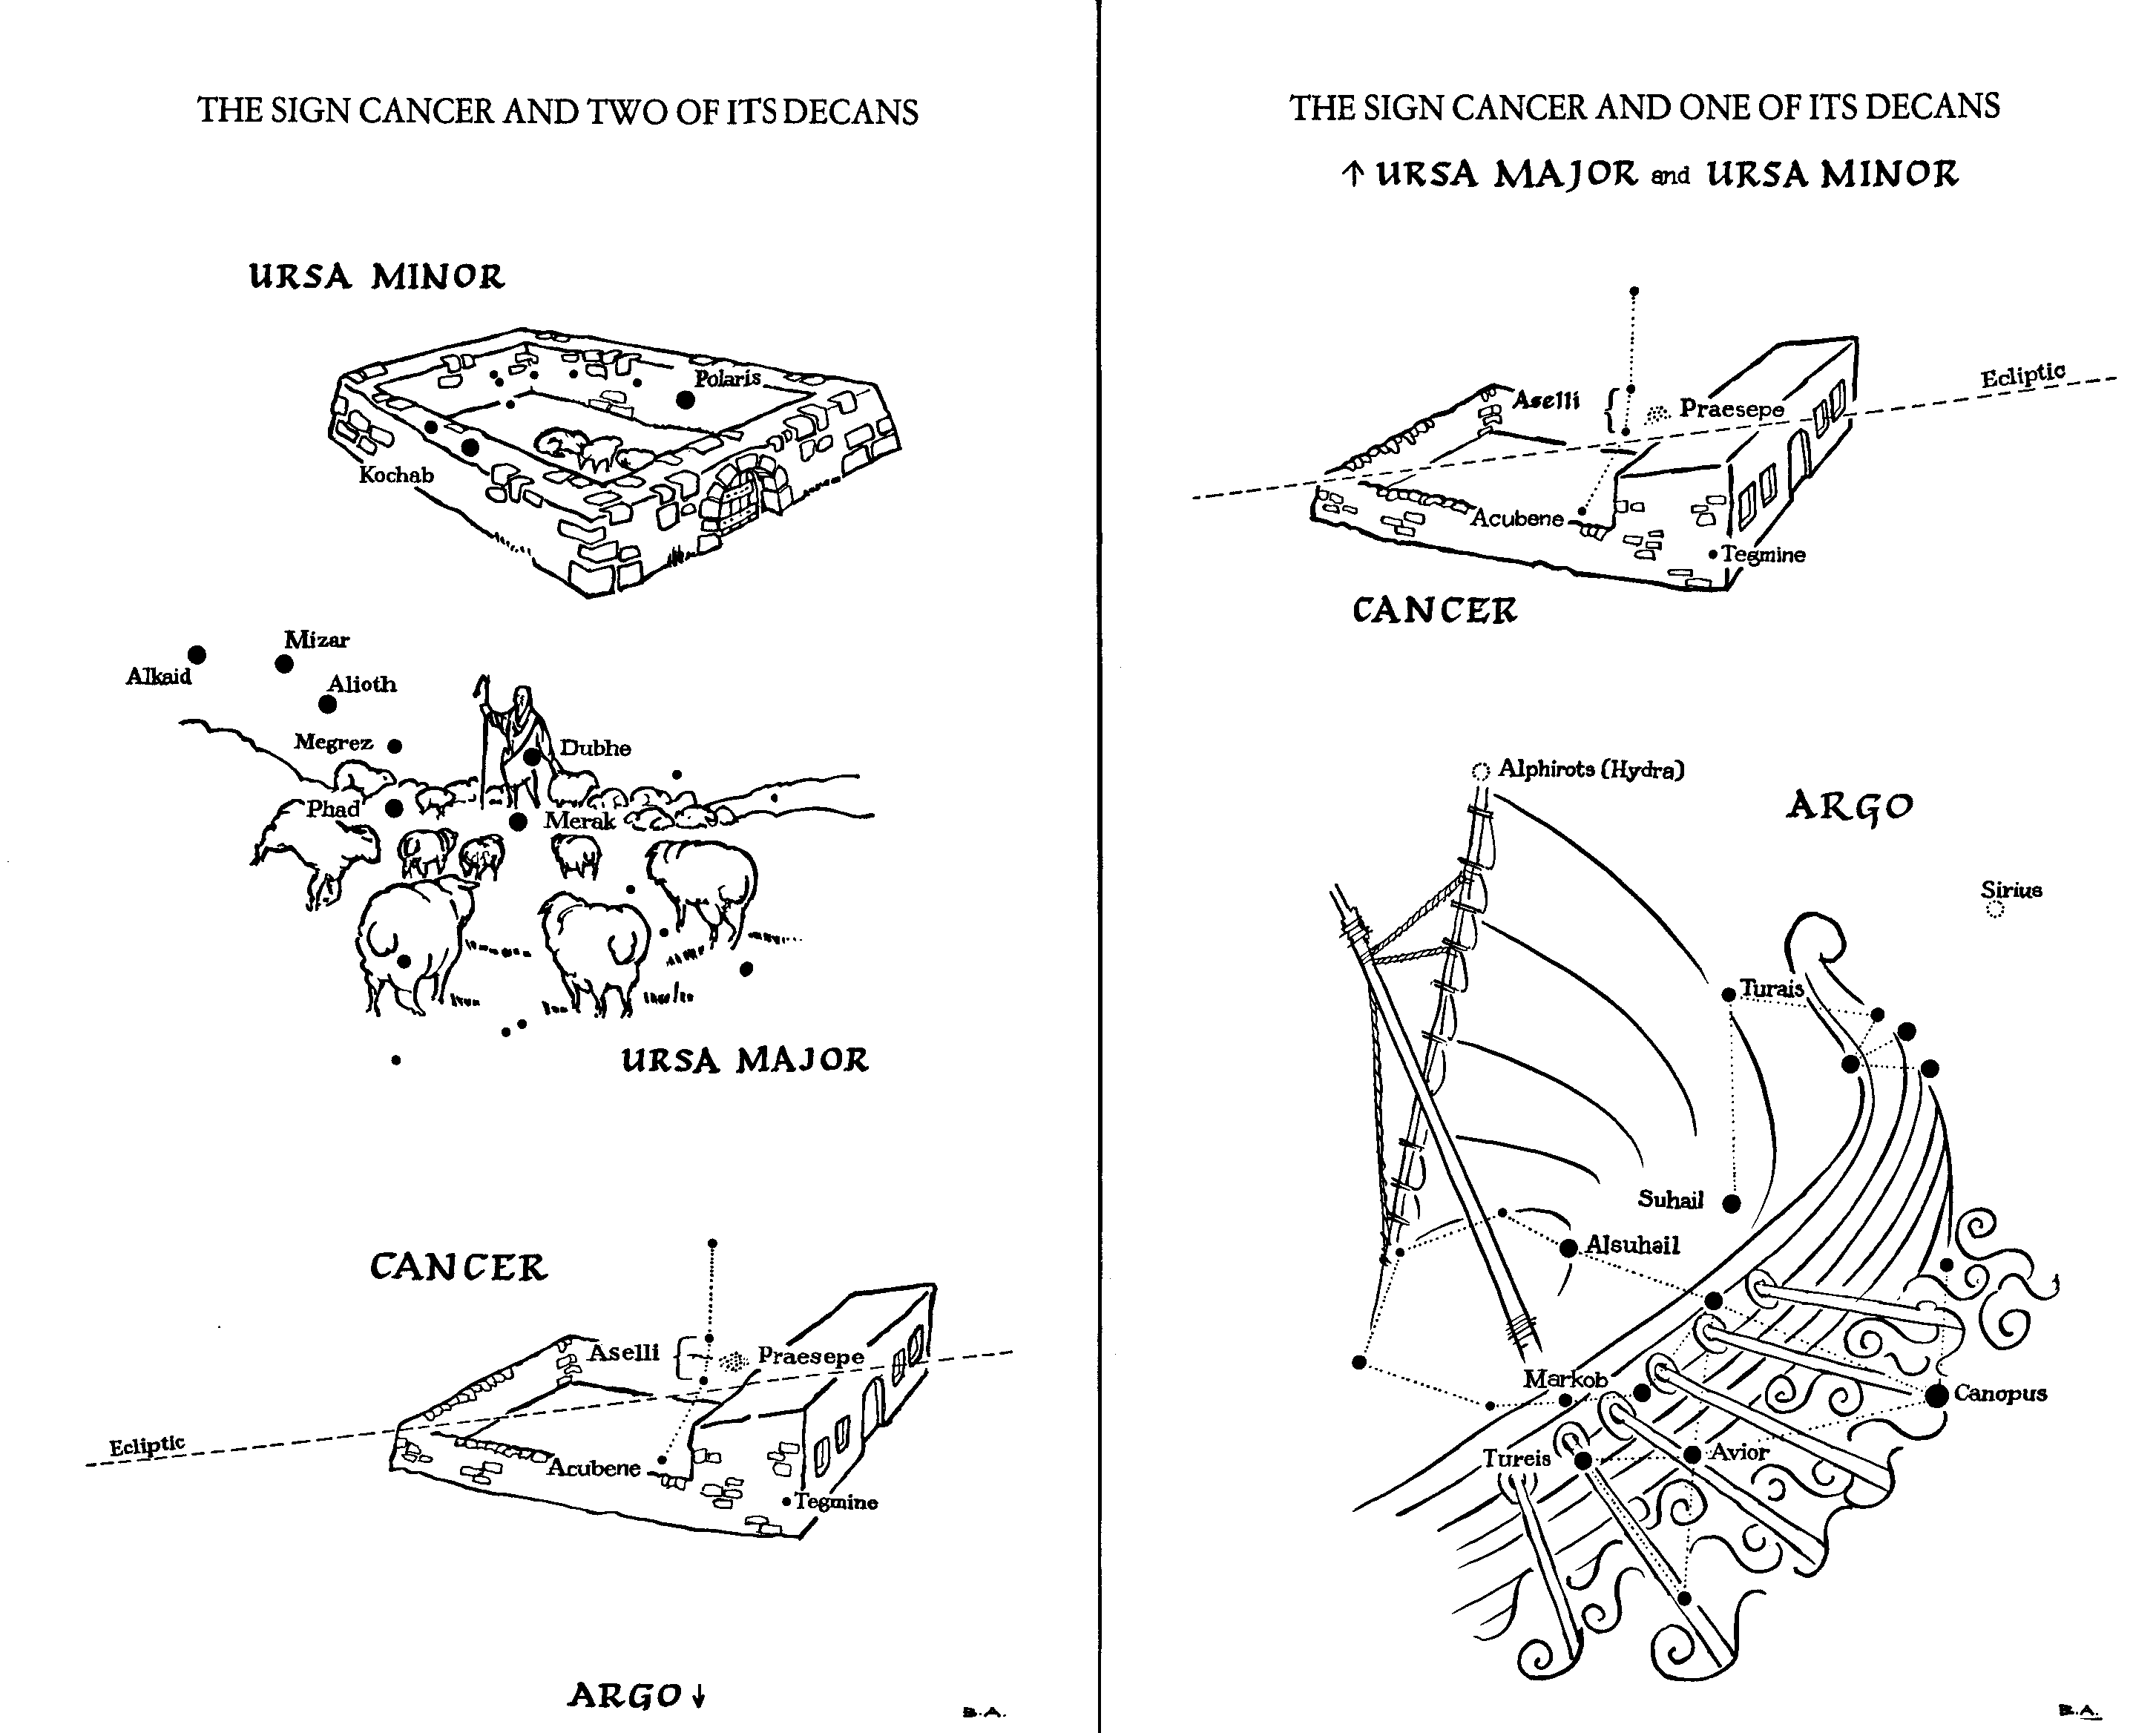 THE SIGN CANCER AND TWO OF ITS DECANS
URSA MINOR
Polaris
Kochab
Mizar
Alkaid
Alioth
Megrez
Dubhe
Phad
Merak
URSA MAJOR
CANCER
Aselli
Praesepe
Ecliptic
Acubene
Tegmine
ARGO ↓
B.A.
THE SIGN CANCER AND ONE OF ITS DECANS
↑ URSA MAJOR and URSA MINOR
Ecliptic
Aselli
Praesepe
Acubene
Tegmine
CANCER
Alphirots (Hydra)
ARGO
Sirius
Turais
Suhail
Alsuhail
Markob
Canopus
Tureis
Avior
B.A.